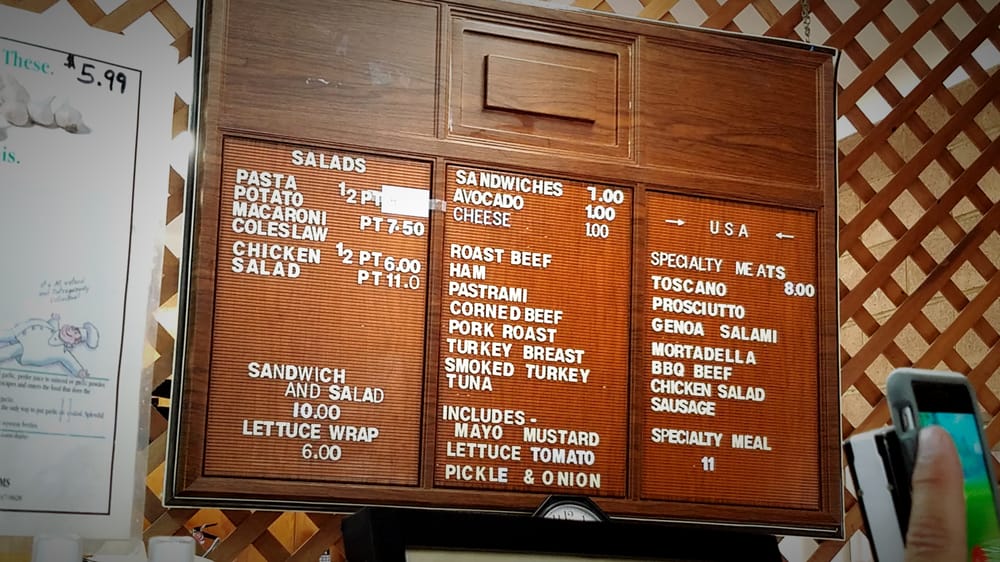 These.
$5.99
is.
SALADS
PASTA
POTATO 1/2 PT
MACARONI PT 7.50
COLESLAW
CHICKEN 1/2 PT 6.00
SALAD PT 11.0
SANDWICH
AND SALAD
10.00
LETTUCE WRAP
6.00
SANDWICHES 7.00
AVOCADO 1.00
CHEESE 1.00
ROAST BEEF
HAM
PASTRAMI
CORNED BEEF
PORK ROAST
TURKEY BREAST
SMOKED TURKEY
TUNA
INCLUDES -
MAYO MUSTARD
LETTUCE TOMATO
PICKLE & ONION
→ USA ←
SPECIALTY MEATS
TOSCANO 8.00
PROSCIUTTO
GENOA SALAMI
MORTADELLA
BBQ BEEF
CHICKEN SALAD
SAUSAGE
SPECIALTY MEAL
11